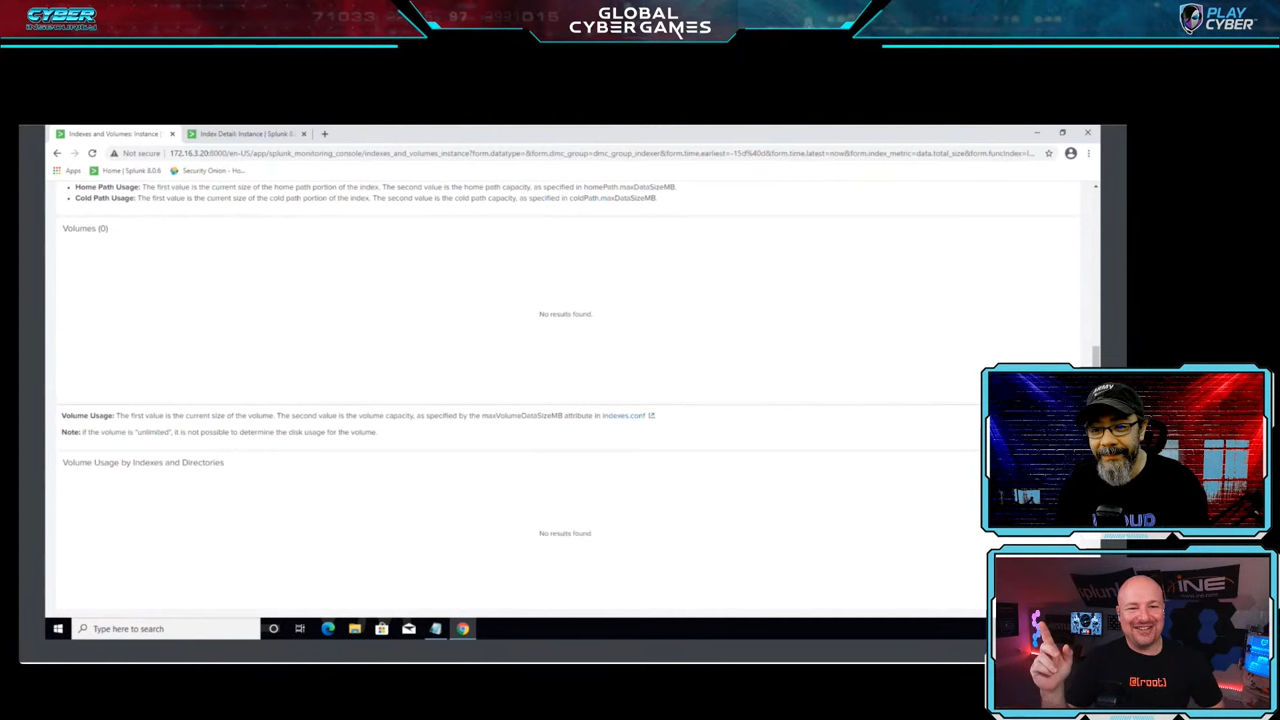 CYBER
INSECURITY
71033 97 991015
GLOBAL
CYBER GAMES
PLAY
CYBER
Indexes and Volumes: Instance |
Index Detail: Instance | Splunk 8.
Not secure 172.16.3.20:8000/en-US/app/splunk_monitoring_console/indexes_and_volumes_instance?form.datatype=&form.dmc_group=dmc_group_indexer&form.time.earliest=-15d%40d&form.time.latest=now&form.index_metric=data.total_size&form.funcIndex=l...
Apps Home | Splunk 8.0.6 Security Onion - Ho...
Home Path Usage: The first value is the current size of the home path portion of the index. The second value is the home path capacity, as specified in homePath.maxDataSizeMB.
Cold Path Usage: The first value is the current size of the cold path portion of the index. The second value is the cold path capacity, as specified in coldPath.maxDataSizeMB.
Volumes (0)
No results found.
Volume Usage: The first value is the current size of the volume. The second value is the volume capacity, as specified by the maxVolumeDataSizeMB attribute in indexes.conf
Note: if the volume is "unlimited", it is not possible to determine the disk usage for the volume.
Volume Usage by Indexes and Directories
No results found.
Type here to search
ARMY
splunk
INE
@[root]